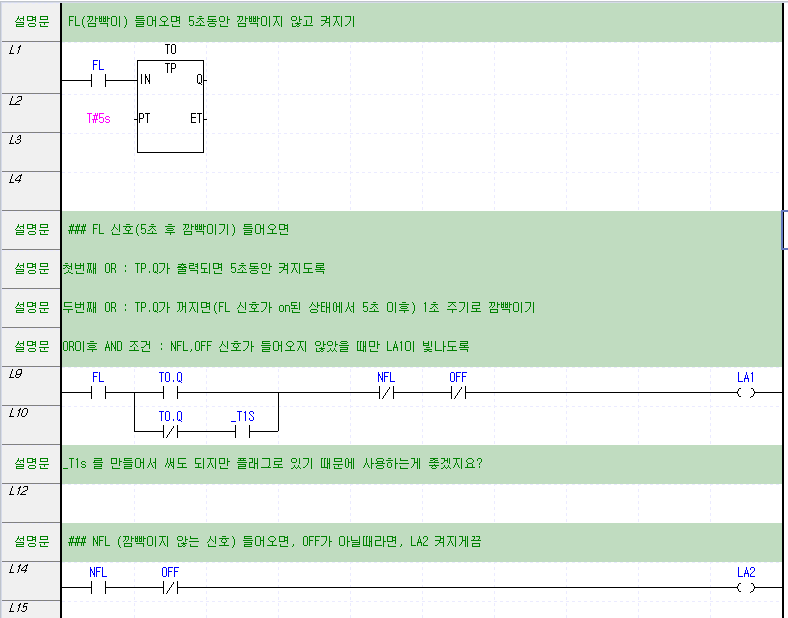 설명문 FL(깜빡이) 들어오면 5초동안 깜빡이지 않고 켜지기
L1
T0
FL TP
IN Q
L2
T#5s PT ET
L3
L4
설명문 ### FL 신호(5초 후 깜빡이기) 들어오면
설명문 첫번째 OR : TP.Q가 출력되면 5초동안 켜지도록
설명문 두번째 OR : TP.Q가 꺼지면(FL 신호가 on된 상태에서 5초 이후) 1초 주기로 깜빡이기
설명문 OR이후 AND 조건 : NFL,OFF 신호가 들어오지 않았을 때만 LA1이 빛나도록
L9
FL T0.Q NFL OFF LA1
L10
T0.Q _T1S
설명문 _T1s 를 만들어서 써도 되지만 플래그로 있기 때문에 사용하는게 좋겠지요?
L12
설명문 ### NFL (깜빡이지 않는 신호) 들어오면, OFF가 아닐때라면, LA2 켜지게끔
L14
NFL OFF LA2
L15